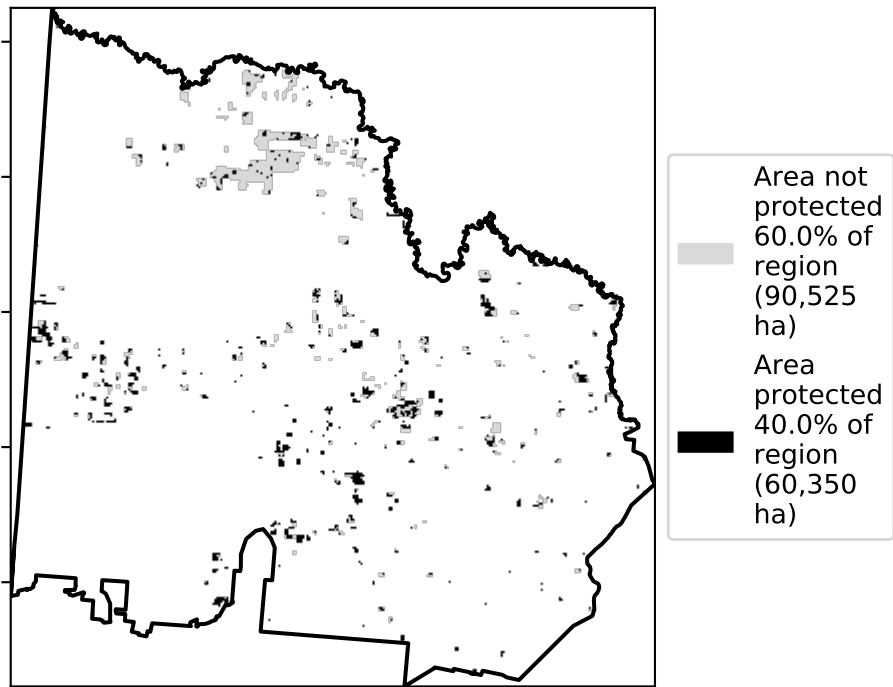 Area not
protected
60.0% of
region
(90,525
ha)
Area
protected
40.0% of
region
(60,350
ha)